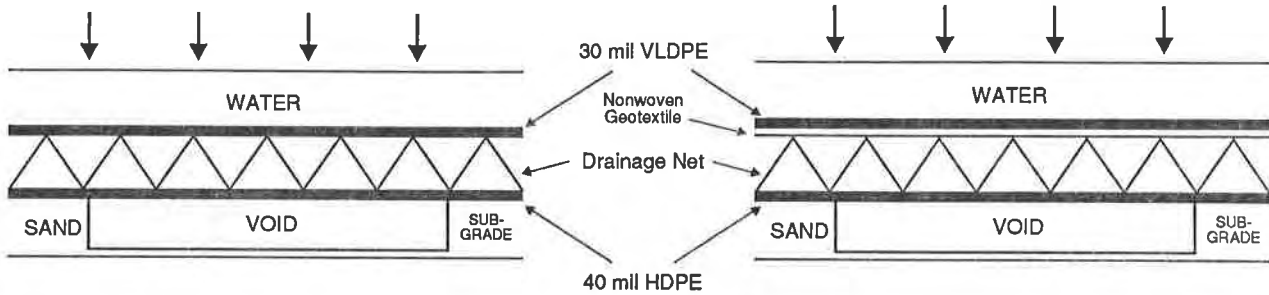 30 mil VLDPE
WATER
Nonwoven
Geotextile
WATER
Drainage Net
SAND
VOID
SUB-
GRADE
SAND
VOID
SUB-
GRADE
40 mil HDPE